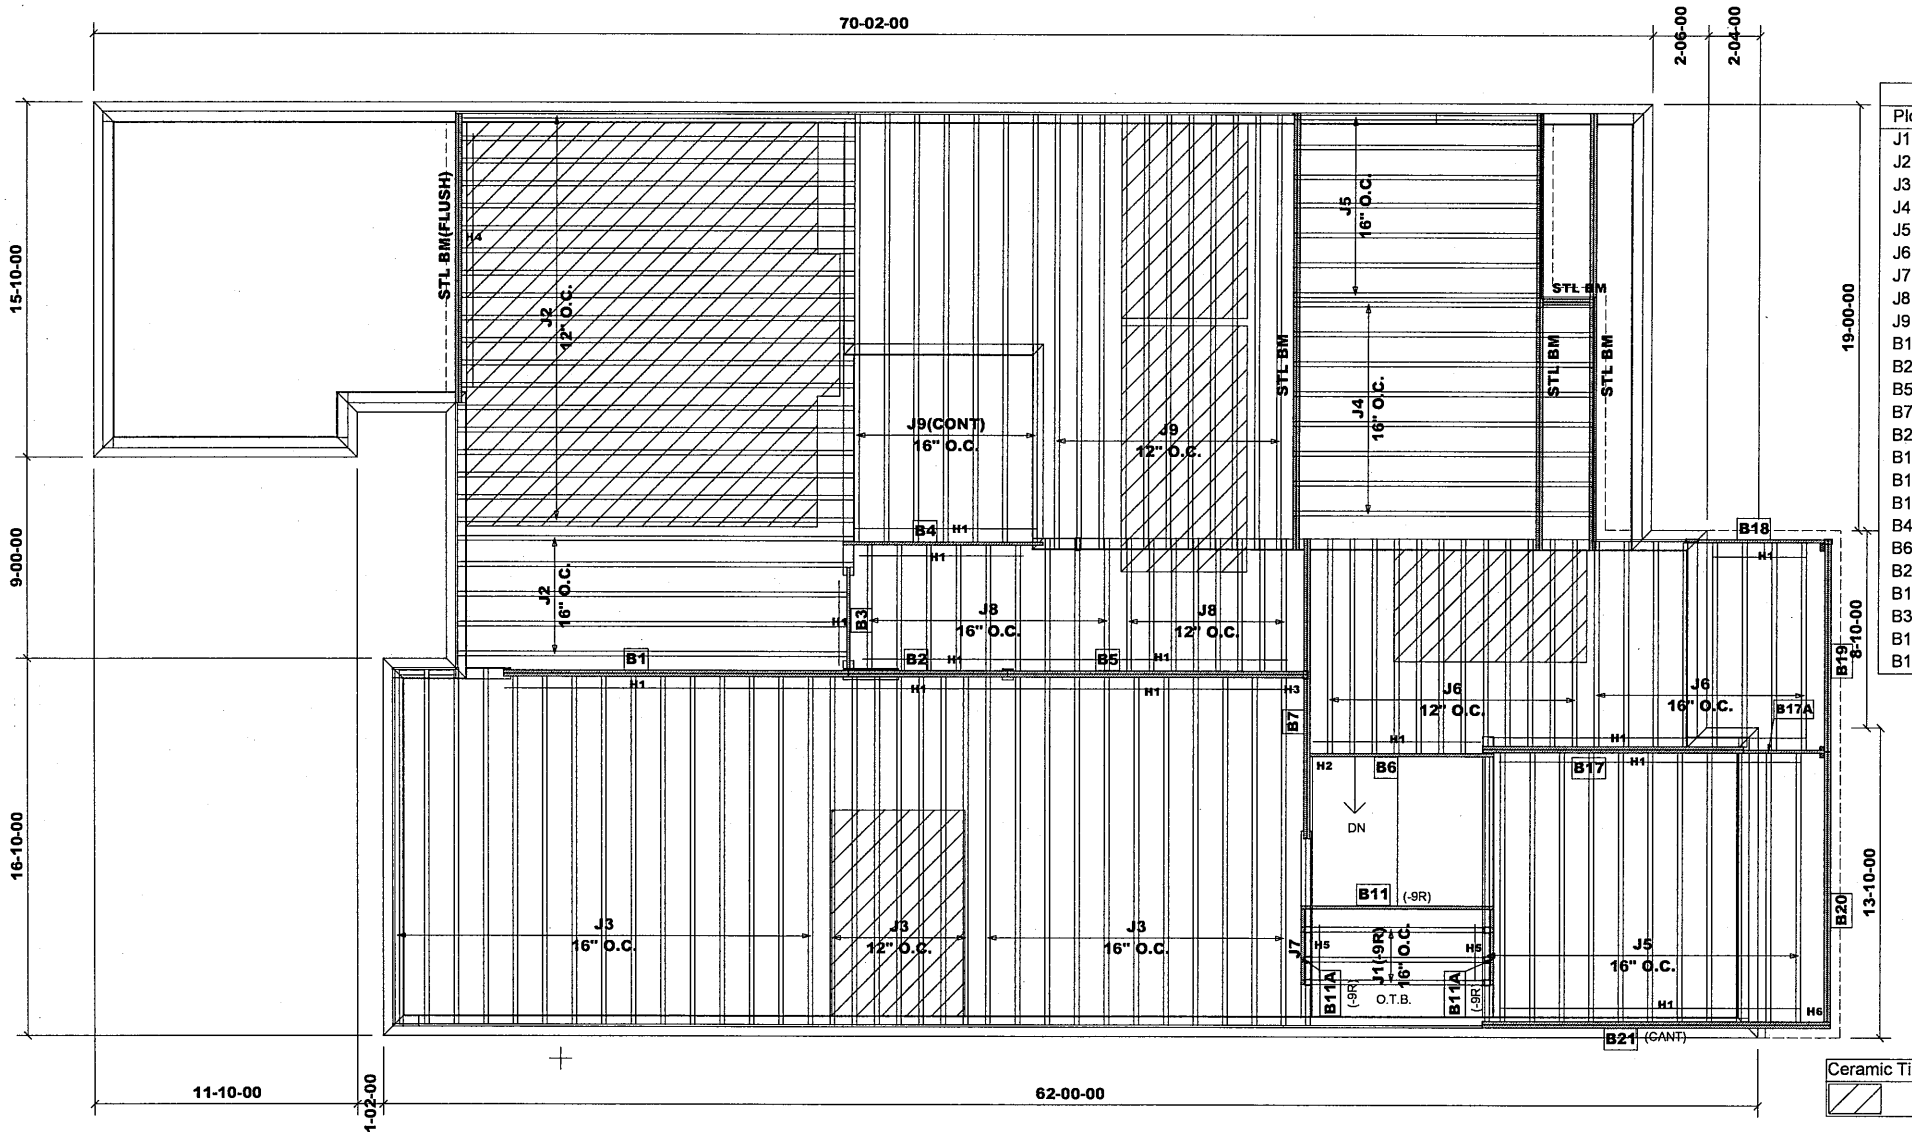 70-02-00
2-06-00
2-04-00
15-10-00
9-00-00
16-10-00
11-10-00
1-02-00
62-00-00
19-00-00
8-10-00
13-10-00
STL BM(FLUSH)
H4
J2
12" O.C.
J2
16" O.C.
J9(CONT)
16" O.C.
J9
12" O.C.
STL BM
J5
16" O.C.
J4
16" O.C.
STL BM
STL BM
STL BM
B4
H1
H1
B18
H1
H1
B3
J8
16" O.C.
J8
12" O.C.
B1
B2
H1
B5
H1
H1
H1
H1
H3
B7
J6
12" O.C.
J6
16" O.C.
B17A
B19
H1
H1
H2
B6
B17
H1
DN
B11
(-9R)
J3
16" O.C.
J3
12" O.C.
J3
16" O.C.
J7
H5
J1(-9R)
16" O.C.
H5
B11A
(-9R)
O.T.B.
B11A
(-9R)
J5
16" O.C.
B20
H1
H6
B21
(CANT)
Plo
J1
J2
J3
J4
J5
J6
J7
J8
J9
B1
B2
B5
B7
B2
B1
B1
B1
B4
B6
B2
B1
B3
B1
B1
Ceramic Ti